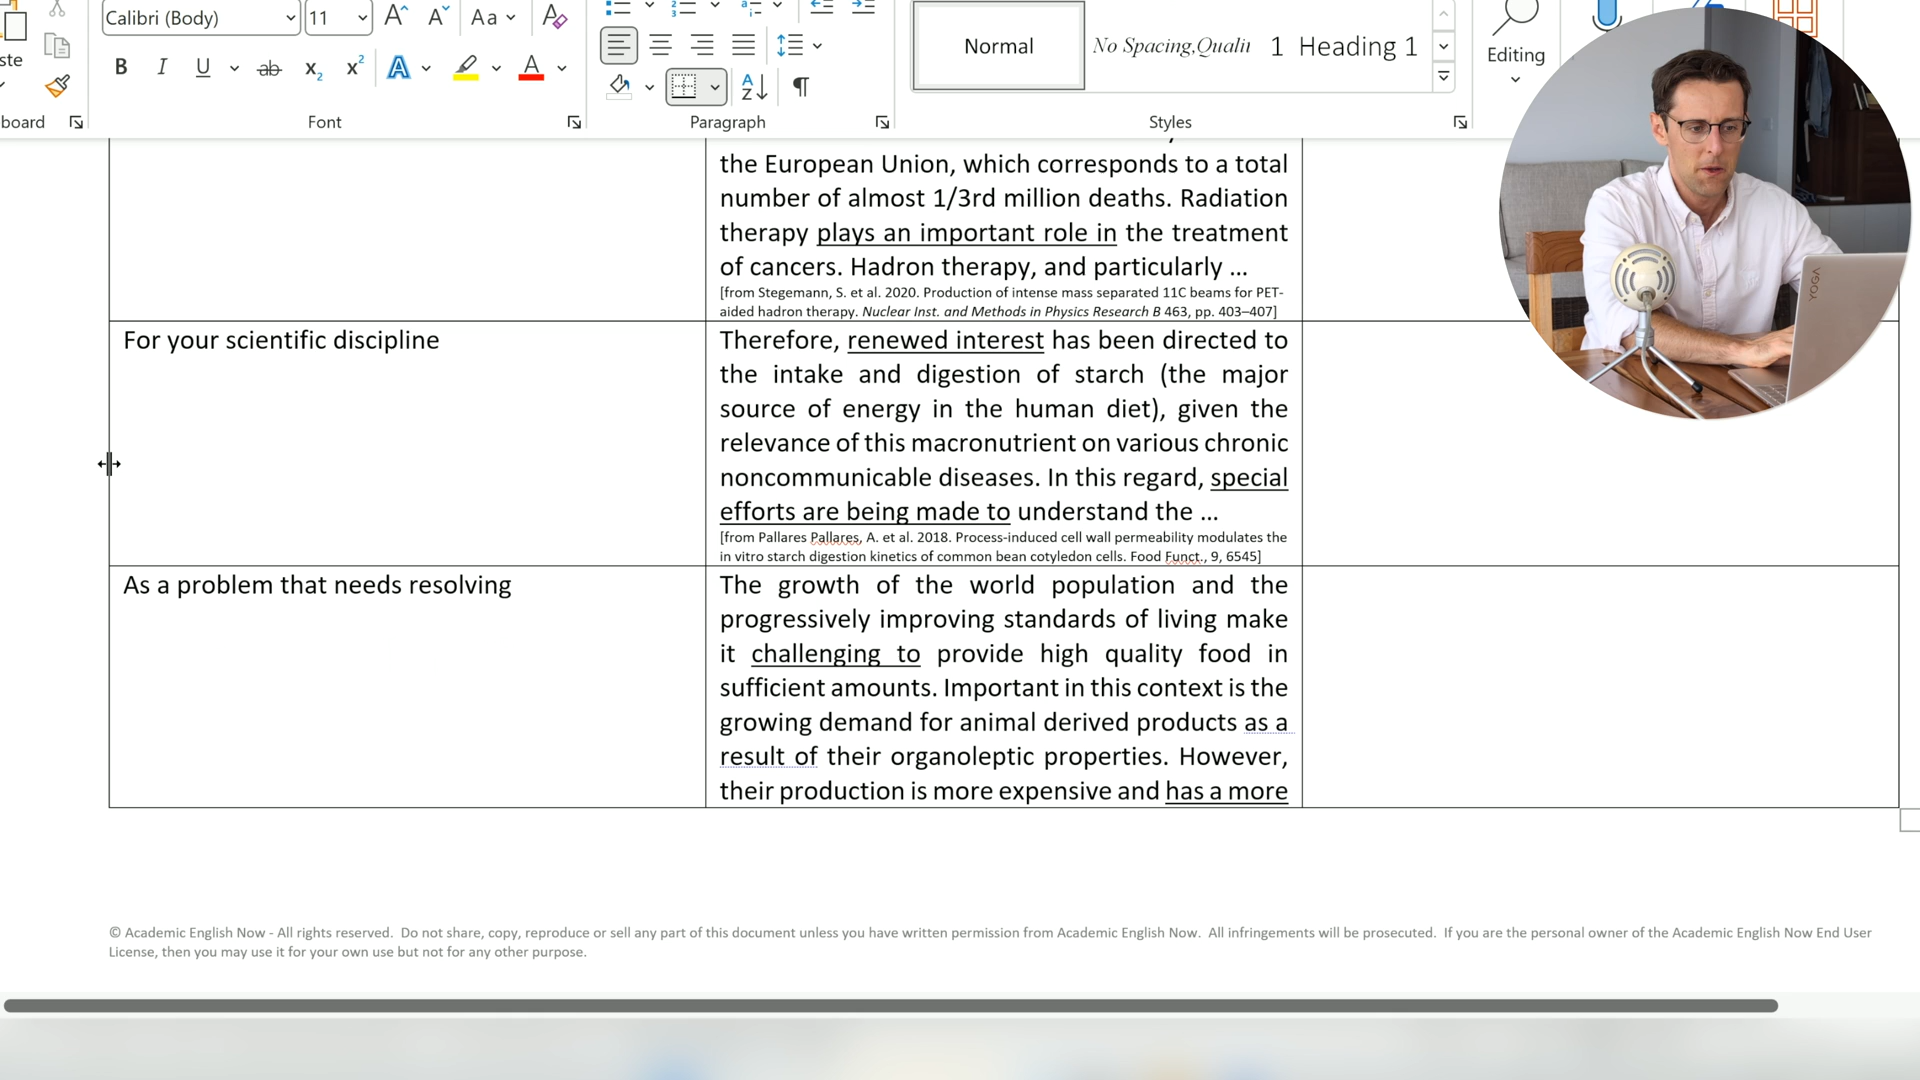 Calibri (Body)
11
Aa
Normal
No Spacing,Qualit
1 Heading 1
Editing
ste
B I U ab x₂ x² A A
A
Z
¶
board
Font
Paragraph
Styles
the European Union, which corresponds to a total
number of almost 1/3rd million deaths. Radiation
therapy plays an important role in the treatment
of cancers. Hadron therapy, and particularly ...
[from Stegemann, S. et al. 2020. Production of intense mass separated 11C beams for PET-
aided hadron therapy. Nuclear Inst. and Methods in Physics Research B 463, pp. 403–407]
For your scientific discipline
Therefore, renewed interest has been directed to
the intake and digestion of starch (the major
source of energy in the human diet), given the
relevance of this macronutrient on various chronic
noncommunicable diseases. In this regard, special
efforts are being made to understand the ...
[from Pallares Pallares, A. et al. 2018. Process-induced cell wall permeability modulates the
in vitro starch digestion kinetics of common bean cotyledon cells. Food Funct., 9, 6545]
As a problem that needs resolving
The growth of the world population and the
progressively improving standards of living make
it challenging to provide high quality food in
sufficient amounts. Important in this context is the
growing demand for animal derived products as a
result of their organoleptic properties. However,
their production is more expensive and has a more
© Academic English Now - All rights reserved. Do not share, copy, reproduce or sell any part of this document unless you have written permission from Academic English Now. All infringements will be prosecuted. If you are the personal owner of the Academic English Now End User
License, then you may use it for your own use but not for any other purpose.
YOGA